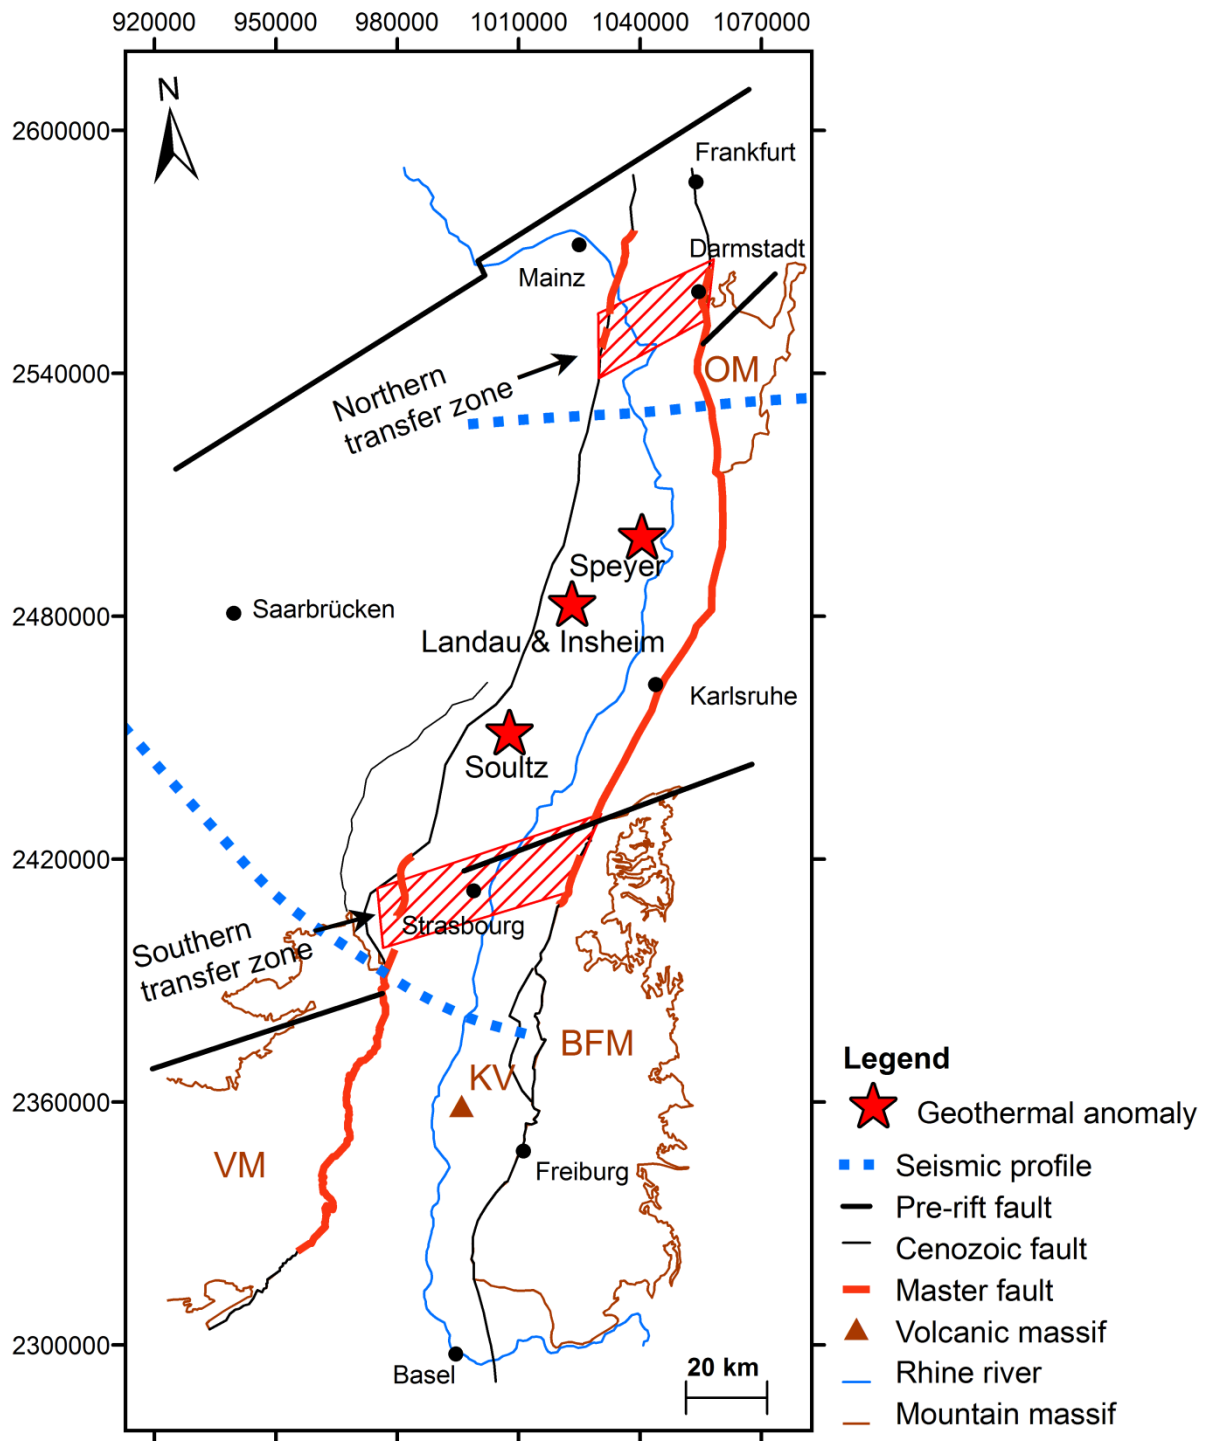 920000 950000 980000 1010000 1040000 1070000
N
2600000
Frankfurt
Darmstadt
Mainz
2540000
OM
Northern
transfer zone
Speyer
2480000
Saarbrücken
Landau & Insheim
Karlsruhe
Soultz
2420000
Strasbourg
Southern
transfer zone
BFM
KV
2360000
VM
Freiburg
2300000
Basel
20 km
Legend
Geothermal anomaly
Seismic profile
Pre-rift fault
Cenozoic fault
Master fault
Volcanic massif
Rhine river
Mountain massif